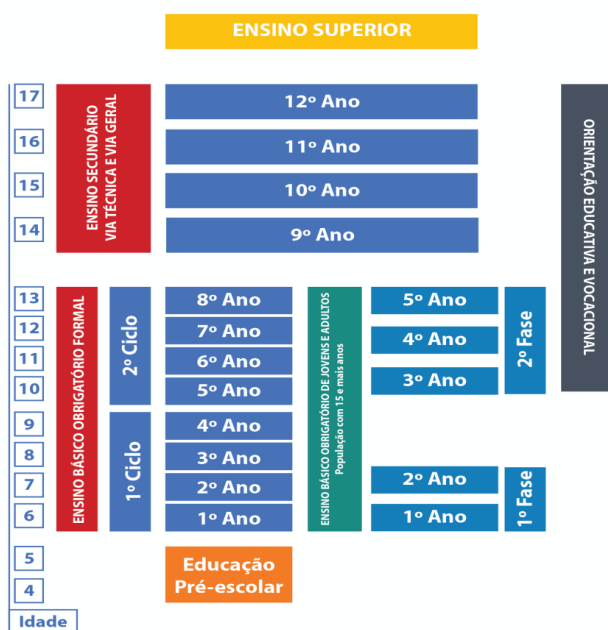 ENSINO SUPERIOR
17
16
15
14
ENSINO SECUNDÁRIO
VIA TÉCNICA E VIA GERAL
12º Ano
11º Ano
10º Ano
9º Ano
ORIENTAÇÃO EDUCATIVA E VOCACIONAL
13
12
11
10
9
8
7
6
ENSINO BÁSICO OBRIGATÓRIO FORMAL
2º Ciclo
1º Ciclo
8º Ano
7º Ano
6º Ano
5º Ano
4º Ano
3º Ano
2º Ano
1º Ano
ENSINO BÁSICO OBRIGATÓRIO DE JOVENS E ADULTOS
População com 15 e mais anos
5º Ano
4º Ano
3º Ano
2º Fase
2º Ano
1º Ano
1º Fase
5
4
Educação
Pré-escolar
Idade